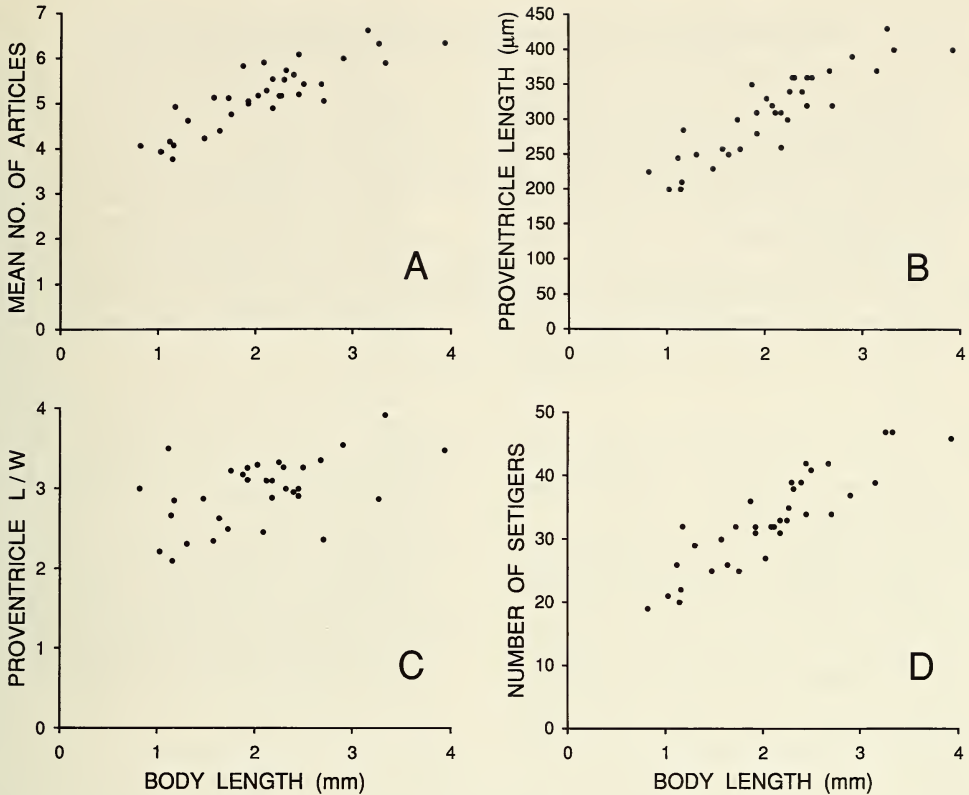 MEAN NO. OF ARTICLES
7
6
5
4
3
2
1
0
0 1 2 3 4
A
PROVENTRICLE LENGTH (µm)
450
400
350
300
250
200
150
100
50
0
0 1 2 3 4
B
PROVENTRICLE L/W
4
3
2
1
0
0 1 2 3 4
BODY LENGTH (mm)
C
NUMBER OF SETIGERS
50
40
30
20
10
0
0 1 2 3 4
BODY LENGTH (mm)
D